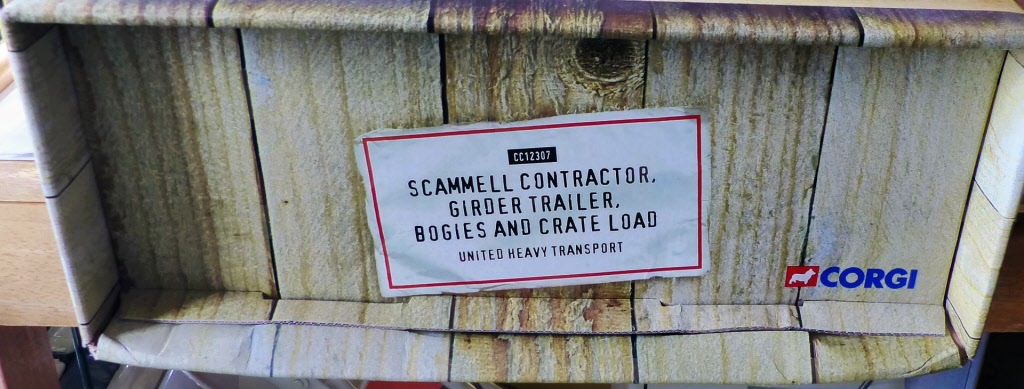 CC12307
SCAMMELL CONTRACTOR,
GIRDER TRAILER,
BOGIES AND CRATE LOAD
UNITED HEAVY TRANSPORT
CORGI